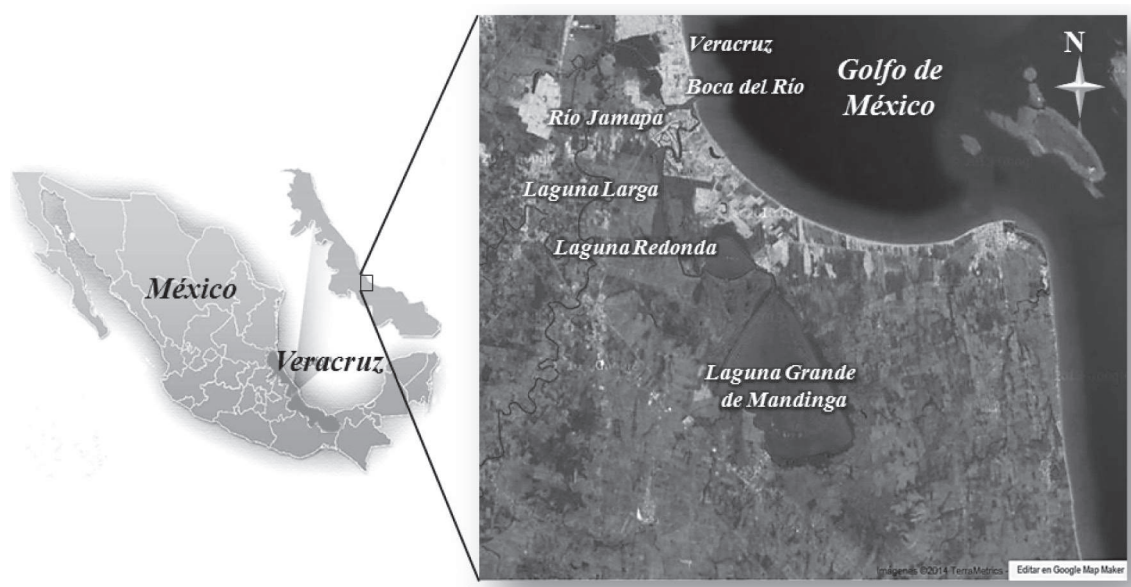 México
Veracruz
Veracruz
Boca del Río
Río Jamapa
Laguna Larga
Laguna Redonda
Laguna Grande
de Mandinga
Golfo de
México
N
Imágenes ©2014 TerraMetrics -
Editar en Google Map Maker